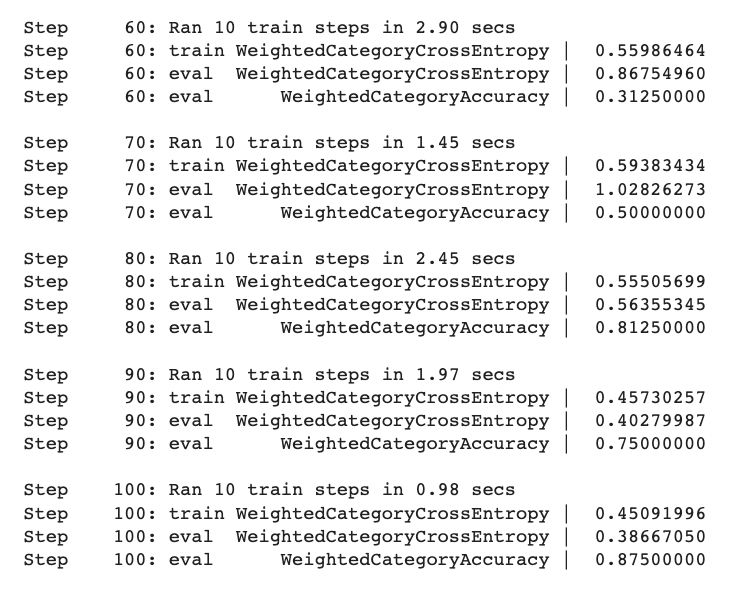 Step     60: Ran 10 train steps in 2.90 secs
Step     60: train WeightedCategoryCrossEntropy |  0.55986464
Step     60: eval  WeightedCategoryCrossEntropy |  0.86754960
Step     60: eval      WeightedCategoryAccuracy |  0.31250000

Step     70: Ran 10 train steps in 1.45 secs
Step     70: train WeightedCategoryCrossEntropy |  0.59383434
Step     70: eval  WeightedCategoryCrossEntropy |  1.02826273
Step     70: eval      WeightedCategoryAccuracy |  0.50000000

Step     80: Ran 10 train steps in 2.45 secs
Step     80: train WeightedCategoryCrossEntropy |  0.55505699
Step     80: eval  WeightedCategoryCrossEntropy |  0.56355345
Step     80: eval      WeightedCategoryAccuracy |  0.81250000

Step     90: Ran 10 train steps in 1.97 secs
Step     90: train WeightedCategoryCrossEntropy |  0.45730257
Step     90: eval  WeightedCategoryCrossEntropy |  0.40279987
Step     90: eval      WeightedCategoryAccuracy |  0.75000000

Step    100: Ran 10 train steps in 0.98 secs
Step    100: train WeightedCategoryCrossEntropy |  0.45091996
Step    100: eval  WeightedCategoryCrossEntropy |  0.38667050
Step    100: eval      WeightedCategoryAccuracy |  0.87500000